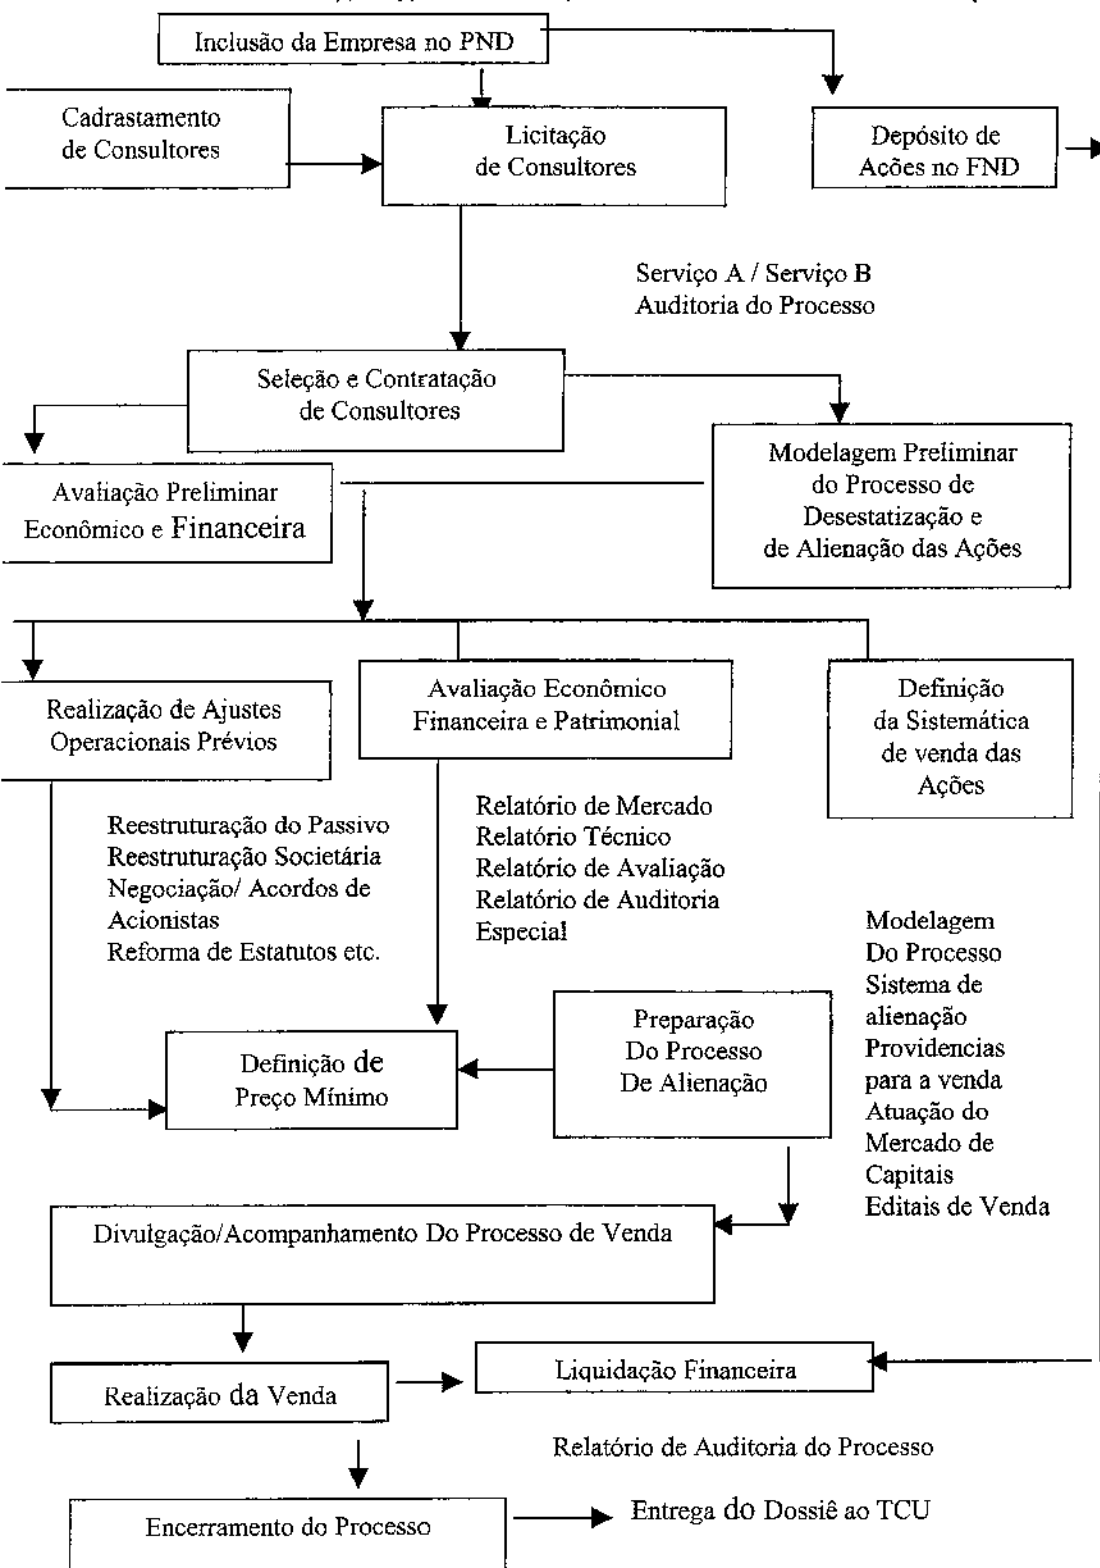 Inclusão da Empresa no PND
Cadrastamento
de Consultores
Licitação
de Consultores
Depósito de
Ações no FND
Serviço A / Serviço B
Auditoria do Processo
Seleção e Contratação
de Consultores
Avaliação Preliminar
Econômico e Financeira
Modelagem Preliminar
do Processo de
Desestatização e
de Alienação das Ações
Realização de Ajustes
Operacionais Prévios
Avaliação Econômico
Financeira e Patrimonial
Definição
da Sistemática
de venda das
Ações
Reestruturação do Passivo
Reestruturação Societária
Negociação/ Acordos de
Acionistas
Reforma de Estatutos etc.
Relatório de Mercado
Relatório Técnico
Relatório de Avaliação
Relatório de Auditoria
Especial
Modelagem
Do Processo
Sistema de
alienação
Providencias
para a venda
Atuação do
Mercado de
Capitais
Editais de Venda
Definição de
Preço Mínimo
Preparação
Do Processo
De Alienação
Divulgação/Acompanhamento Do Processo de Venda
Realização da Venda
Liquidação Financeira
Relatório de Auditoria do Processo
Encerramento do Processo
Entrega do Dossiê ao TCU